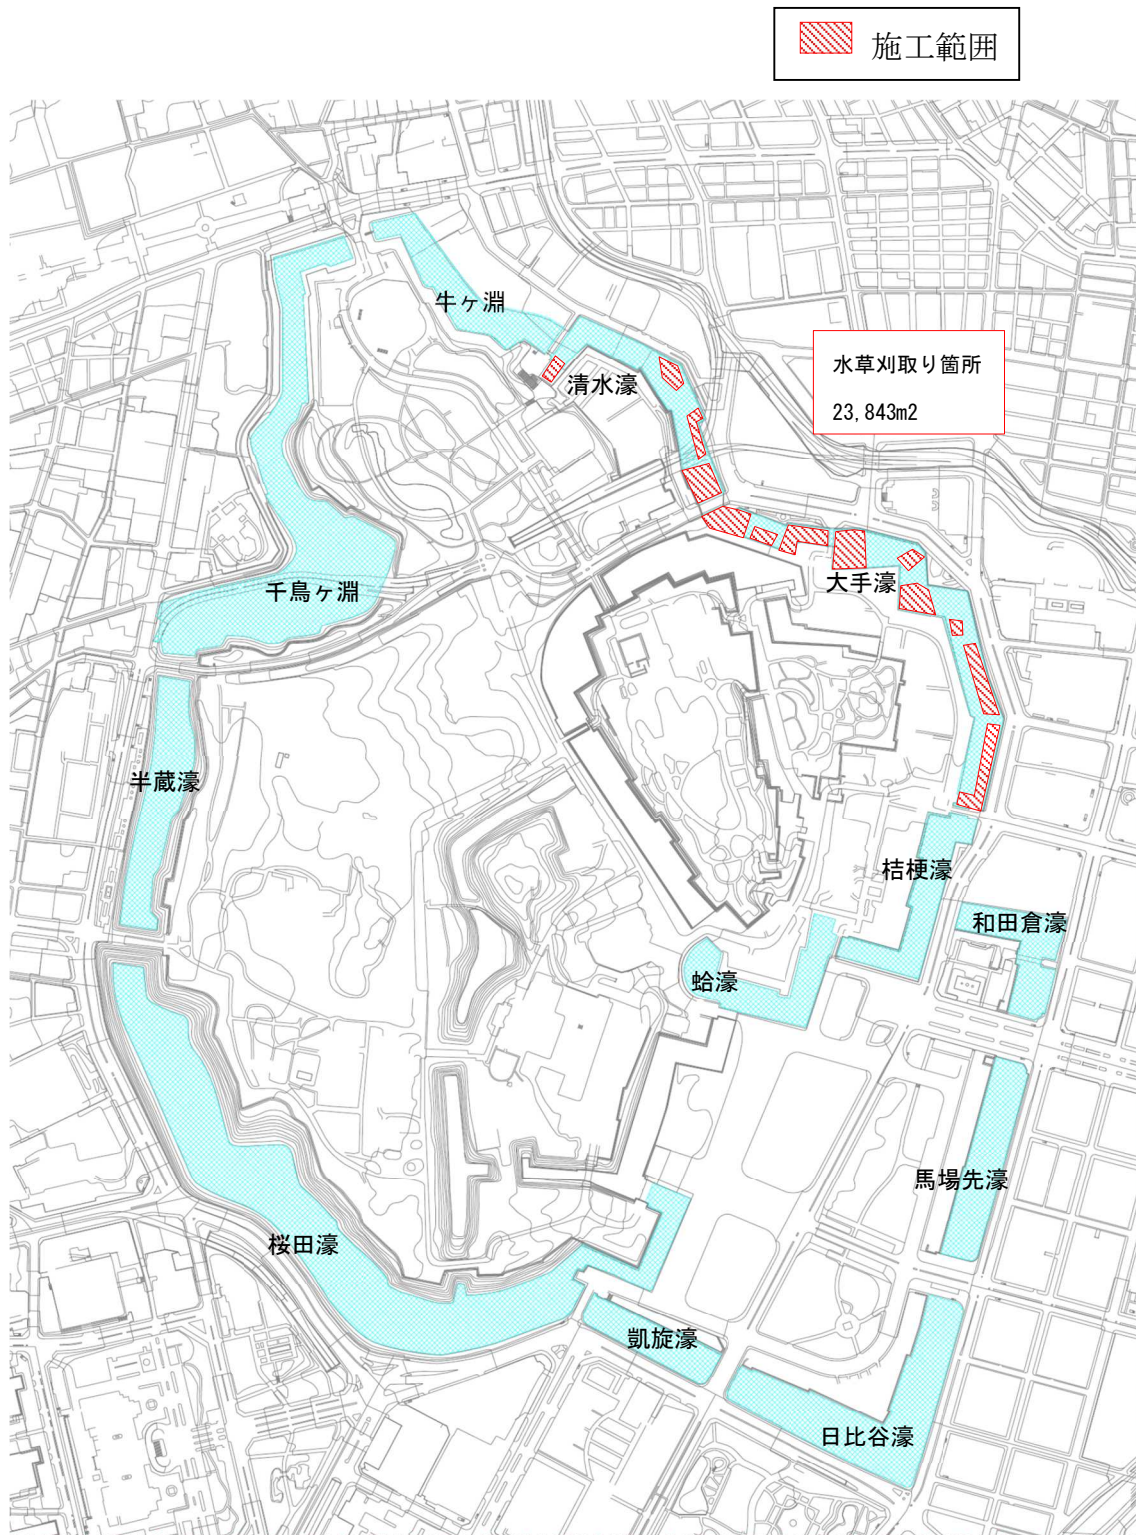 施工範囲
牛ヶ淵
水草刈取り箇所
23,843m2
清水濠
大手濠
千鳥ヶ淵
半蔵濠
桔梗濠
和田倉濠
蛤濠
馬場先濠
桜田濠
凱旋濠
日比谷濠